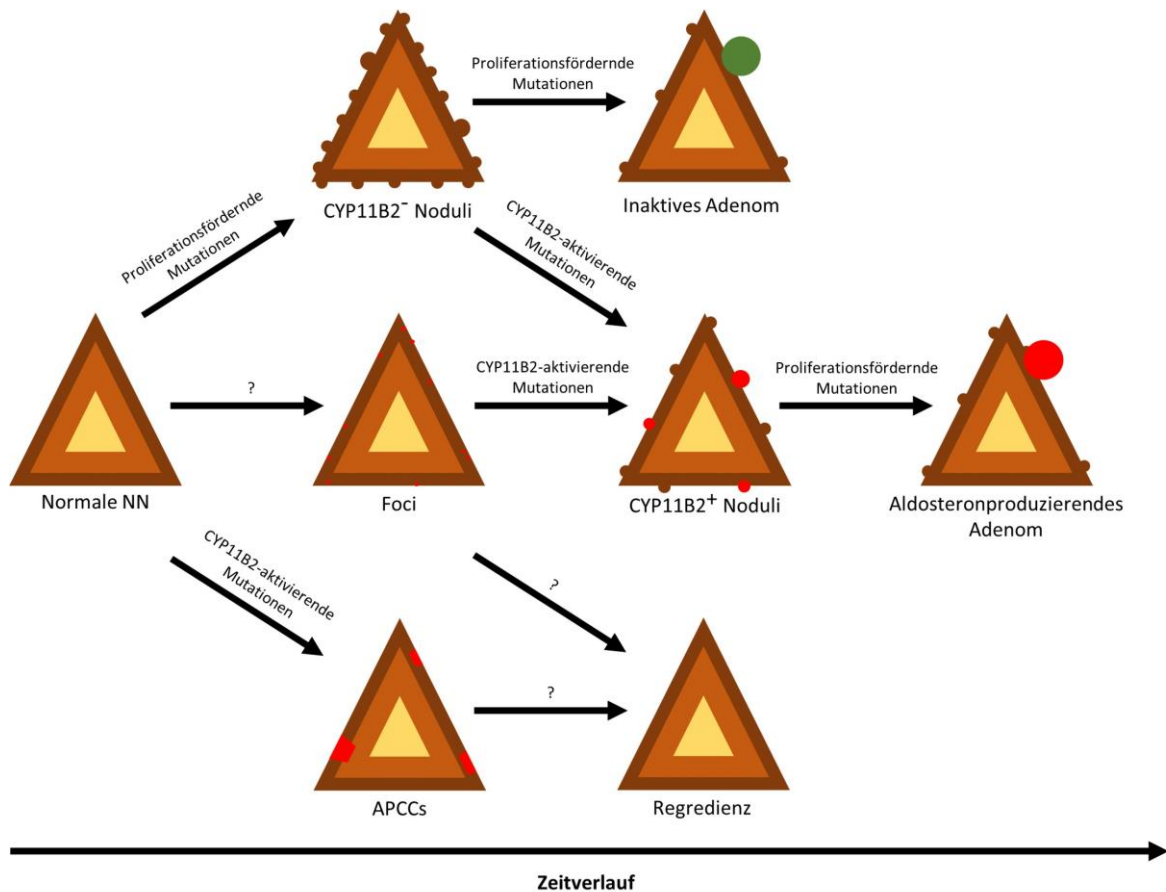 Proliferationsfördernde
Mutationen
CYP11B2⁻ Noduli
Inaktives Adenom
Proliferationsfördernde
Mutationen
CYP11B2-aktivierende
Mutationen
Normale NN
?
Foci
CYP11B2-aktivierende
Mutationen
CYP11B2⁺ Noduli
Proliferationsfördernde
Mutationen
Aldosteronproduzierendes
Adenom
CYP11B2-aktivierende
Mutationen
?
APCCs
?
Regredienz
Zeitverlauf